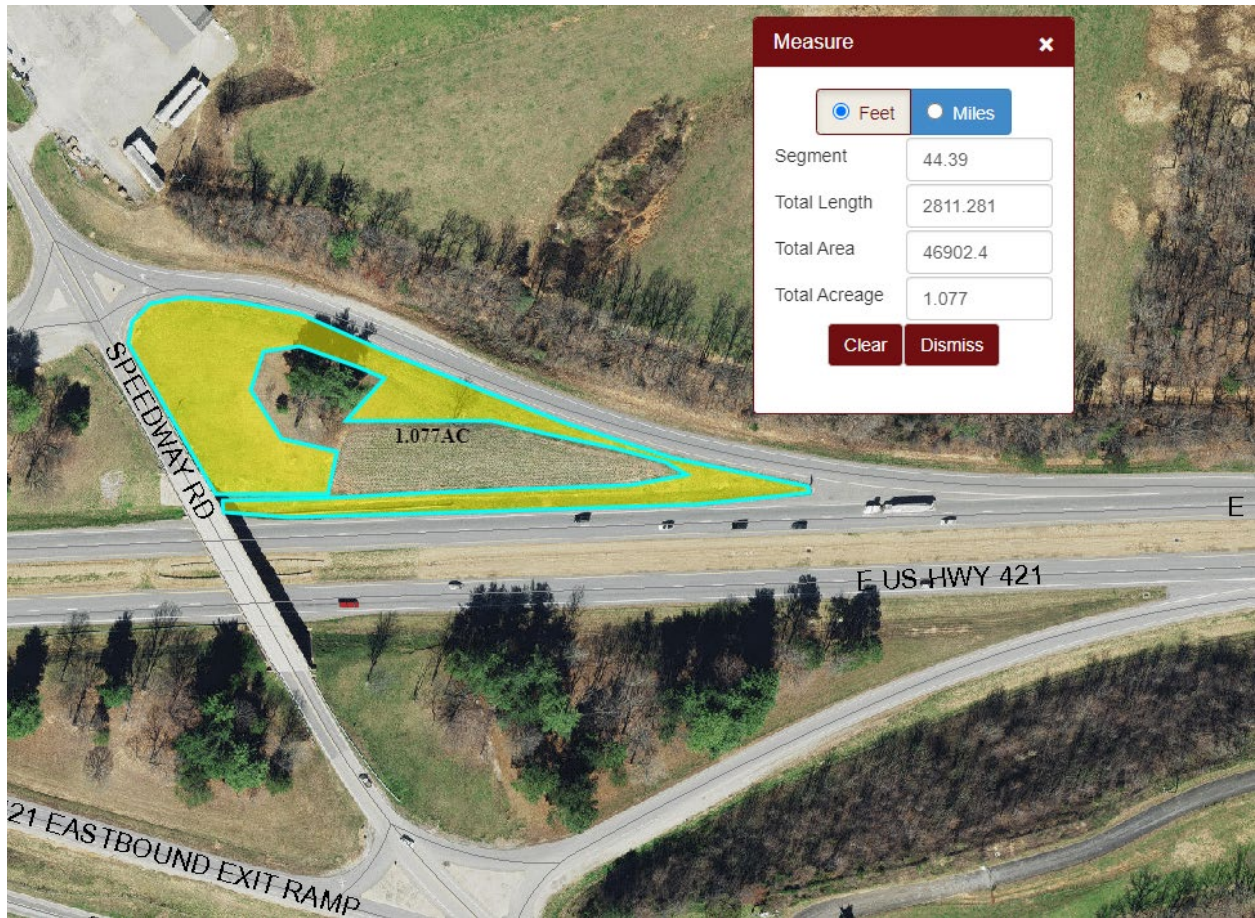 Measure ×
Feet Miles
Segment 44.39
Total Length 2811.281
Total Area 46902.4
Total Acreage 1.077
Clear Dismiss
1.077AC
SPEEDWAY RD
E
E US HWY 421
21 EASTBOUND EXIT RAMP